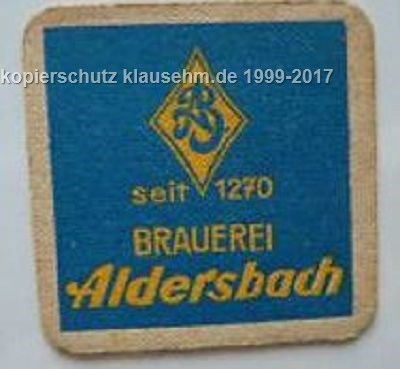 kopierschutz klausehm.de 1999-2017
seit 1270
BRAUEREI
Aldersbach